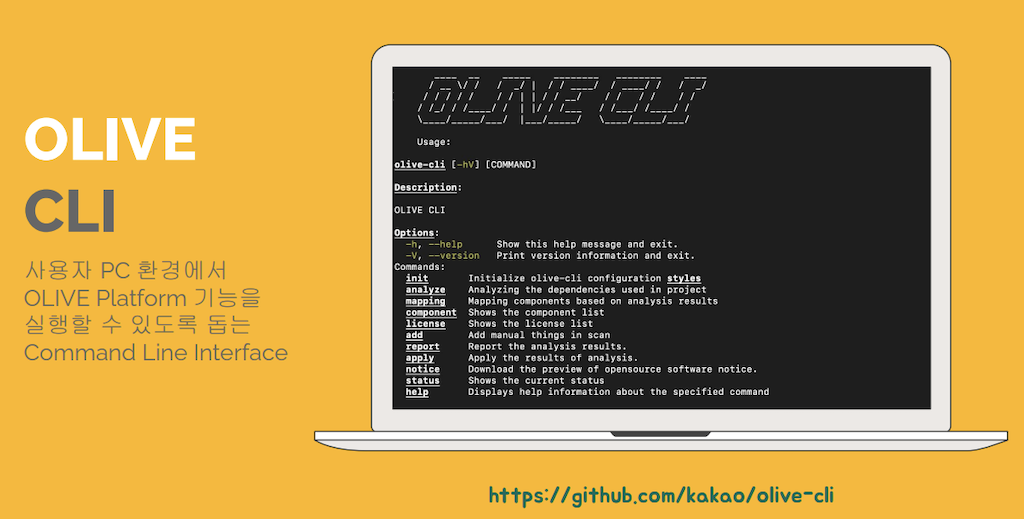 OLIVE
CLI
사용자 PC 환경에서
OLIVE Platform 기능을
실행할 수 있도록 돕는
Command Line Interface
OLIVE CLI
Usage:
olive-cli [-hV] [COMMAND]
Description:
OLIVE CLI
Options:
-h, --help Show this help message and exit.
-V, --version Print version information and exit.
Commands:
init Initialize olive-cli configuration styles
analyze Analyzing the dependencies used in project
mapping Mapping components based on analysis results
component Shows the component list
license Shows the license list
add Add manual things in scan
report Report the analysis results.
apply Apply the results of analysis.
notice Download the preview of opensource software notice.
status Shows the current status
help Displays help information about the specified command
https://github.com/kakao/olive-cli